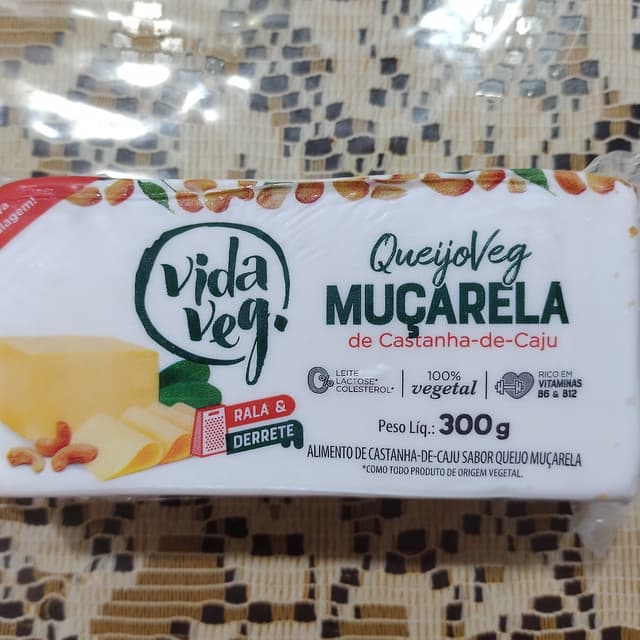 vida
veg.
QueijoVeg
MUÇARELA
de Castanha-de-Caju
0%
LEITE
LACTOSE*
COLESTEROL*
100%
vegetal
RICO EM
VITAMINAS
B6 & B12
RALA &
DERRETE
Peso Líq.: 300g
ALIMENTO DE CASTANHA-DE-CAJU SABOR QUEIJO MUÇARELA
*COMO TODO PRODUTO DE ORIGEM VEGETAL.